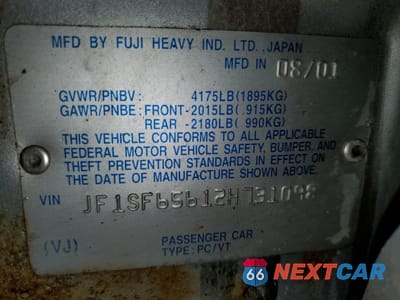 MFD BY FUJI HEAVY IND. LTD.,JAPAN
MFD IN 08/01
GVWR/PNBV : 4175LB(1895KG)
GAWR/PNBE : FRONT-2015LB( 915KG)
REAR -2180LB( 990KG)
THIS VEHICLE CONFORMS TO ALL APPLICABLE
FEDERAL MOTOR VEHICLE SAFETY, BUMPER, AND
THEFT PREVENTION STANDARDS IN EFFECT ON
THE DATE OF MANUFACTURE SHOWN ABOVE.
VIN JF1SF65612H731098
(VJ) PASSENGER CAR
TYPE: PC/VT
66 NEXTCAR